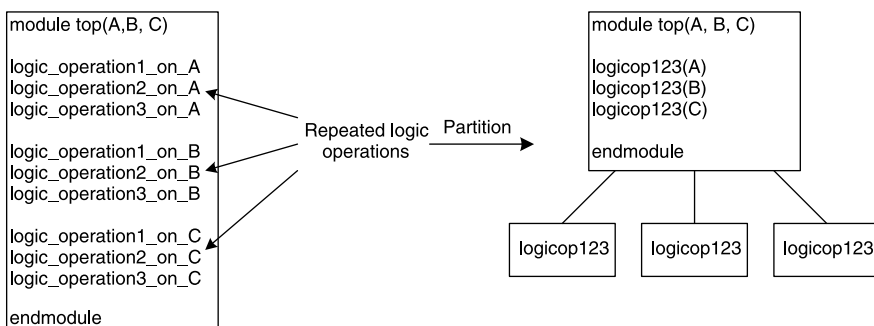 module top(A,B, C)
logic_operation1_on_A
logic_operation2_on_A
logic_operation3_on_A
logic_operation1_on_B
logic_operation2_on_B
logic_operation3_on_B
logic_operation1_on_C
logic_operation2_on_C
logic_operation3_on_C
endmodule
Repeated logic
operations
Partition
module top(A, B, C)
logicop123(A)
logicop123(B)
logicop123(C)
endmodule
logicop123
logicop123
logicop123